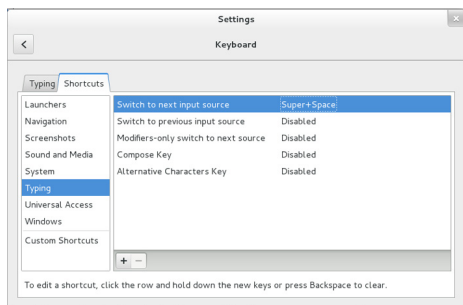 Settings
Keyboard
Typing Shortcuts
Launchers
Navigation
Screenshots
Sound and Media
System
Typing
Universal Access
Windows
Custom Shortcuts
Switch to next input source Super+Space
Switch to previous input source Disabled
Modifiers-only switch to next source Disabled
Compose Key Disabled
Alternative Characters Key Disabled
To edit a shortcut, click the row and hold down the new keys or press Backspace to clear.